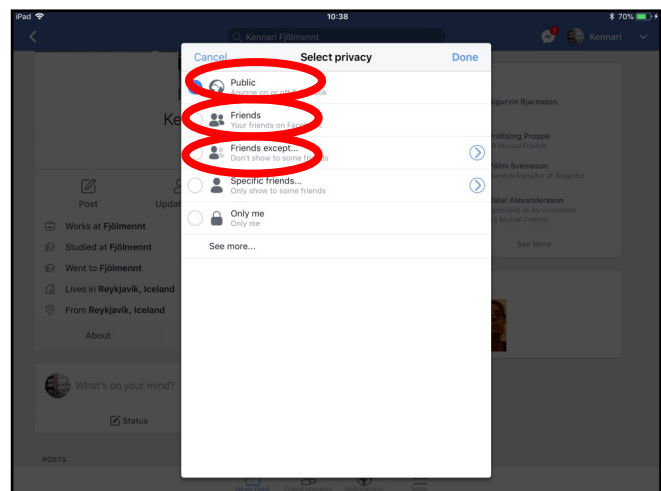 iPad 10:38 70%
Kennari Fjölmennt
Kennari
2
Cancel Select privacy Done
Public
Anyone on or off
Friends
Your friends on
Friends except...
Don't show to some friends
Specific friends...
Only show to some friends
Only me
Only me
See more...
Ke
Post
Works at Fjölmennt
Studied at Fjölmennt
Went to Fjölmennt
Lives in Reykjavík, Iceland
From Reykjavík, Iceland
About
What's on your mind?
Status
POSTS
Sigurvin Bjarnason
Fridbjorg Proppe
Mutual Friends
Pálmi Sveinsson
Valur Alexandersson
Mutual Friends
See More